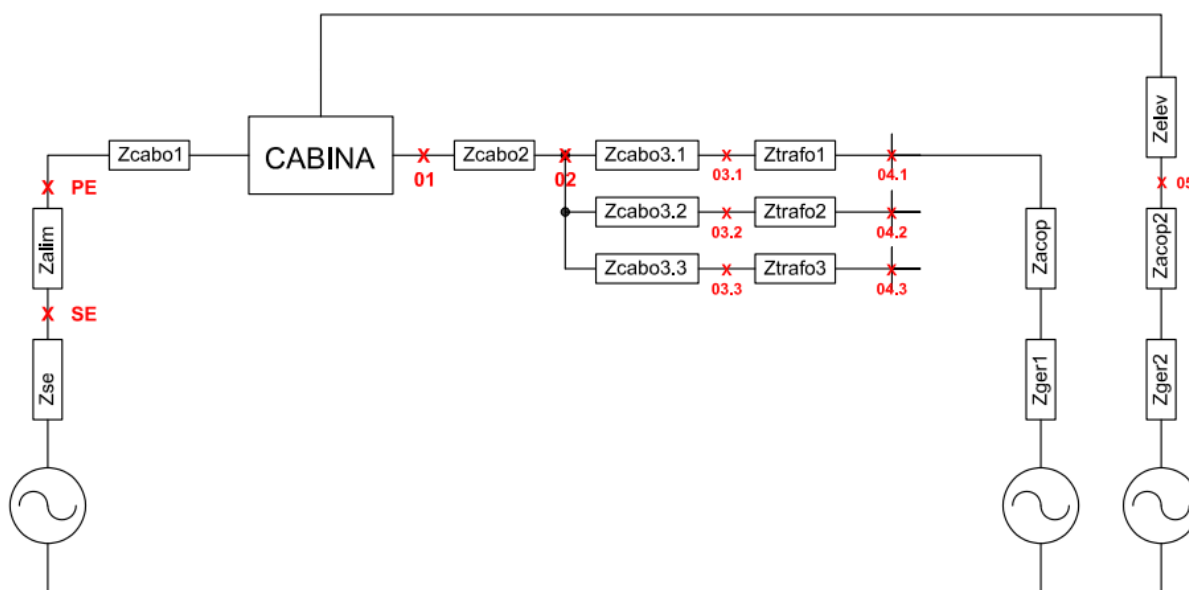 Zcabo1
CABINA
01
Zcabo2
02
Zcabo3.1
03.1
Ztrafo1
04.1
Zcabo3.2
03.2
Ztrafo2
04.2
Zcabo3.3
03.3
Ztrafo3
04.3
PE
Zalim
SE
Zse
Zacop
Zger1
Zelev
05
Zacop2
Zger2